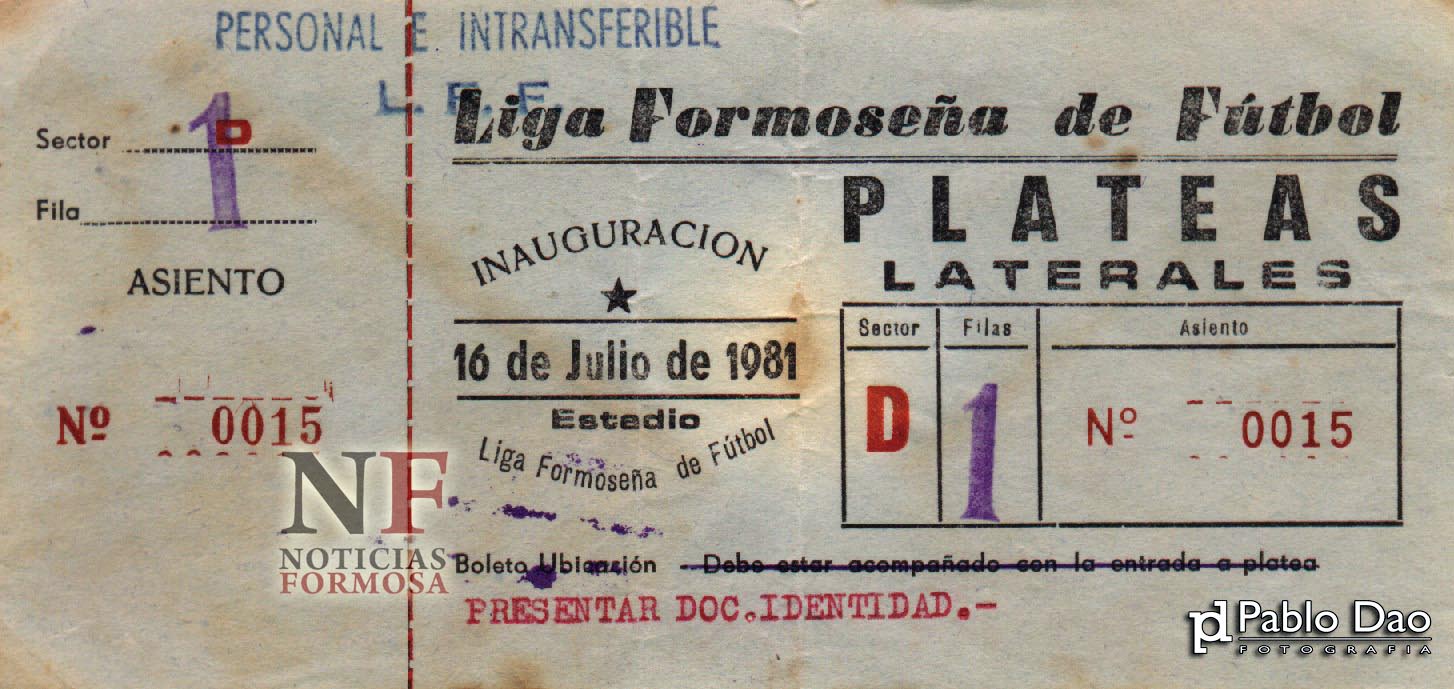 PERSONAL E INTRANSFERIBLE
L. F. F.
Sector D
Fila 1
ASIENTO
Nº 0015
Liga Formoseña de Fútbol
PLATEAS
LATERALES
INAUGURACION
16 de Julio de 1981
Estadio
Liga Formoseña de Fútbol
Sector Filas Asiento
D 1 Nº 0015
Boleto Ubicasión - Debe estar acompañado con la entrada a platea
PRESENTAR DOC.IDENTIDAD.-
NF
NOTICIAS
FORMOSA
pd Pablo Dao
FOTOGRAFIA